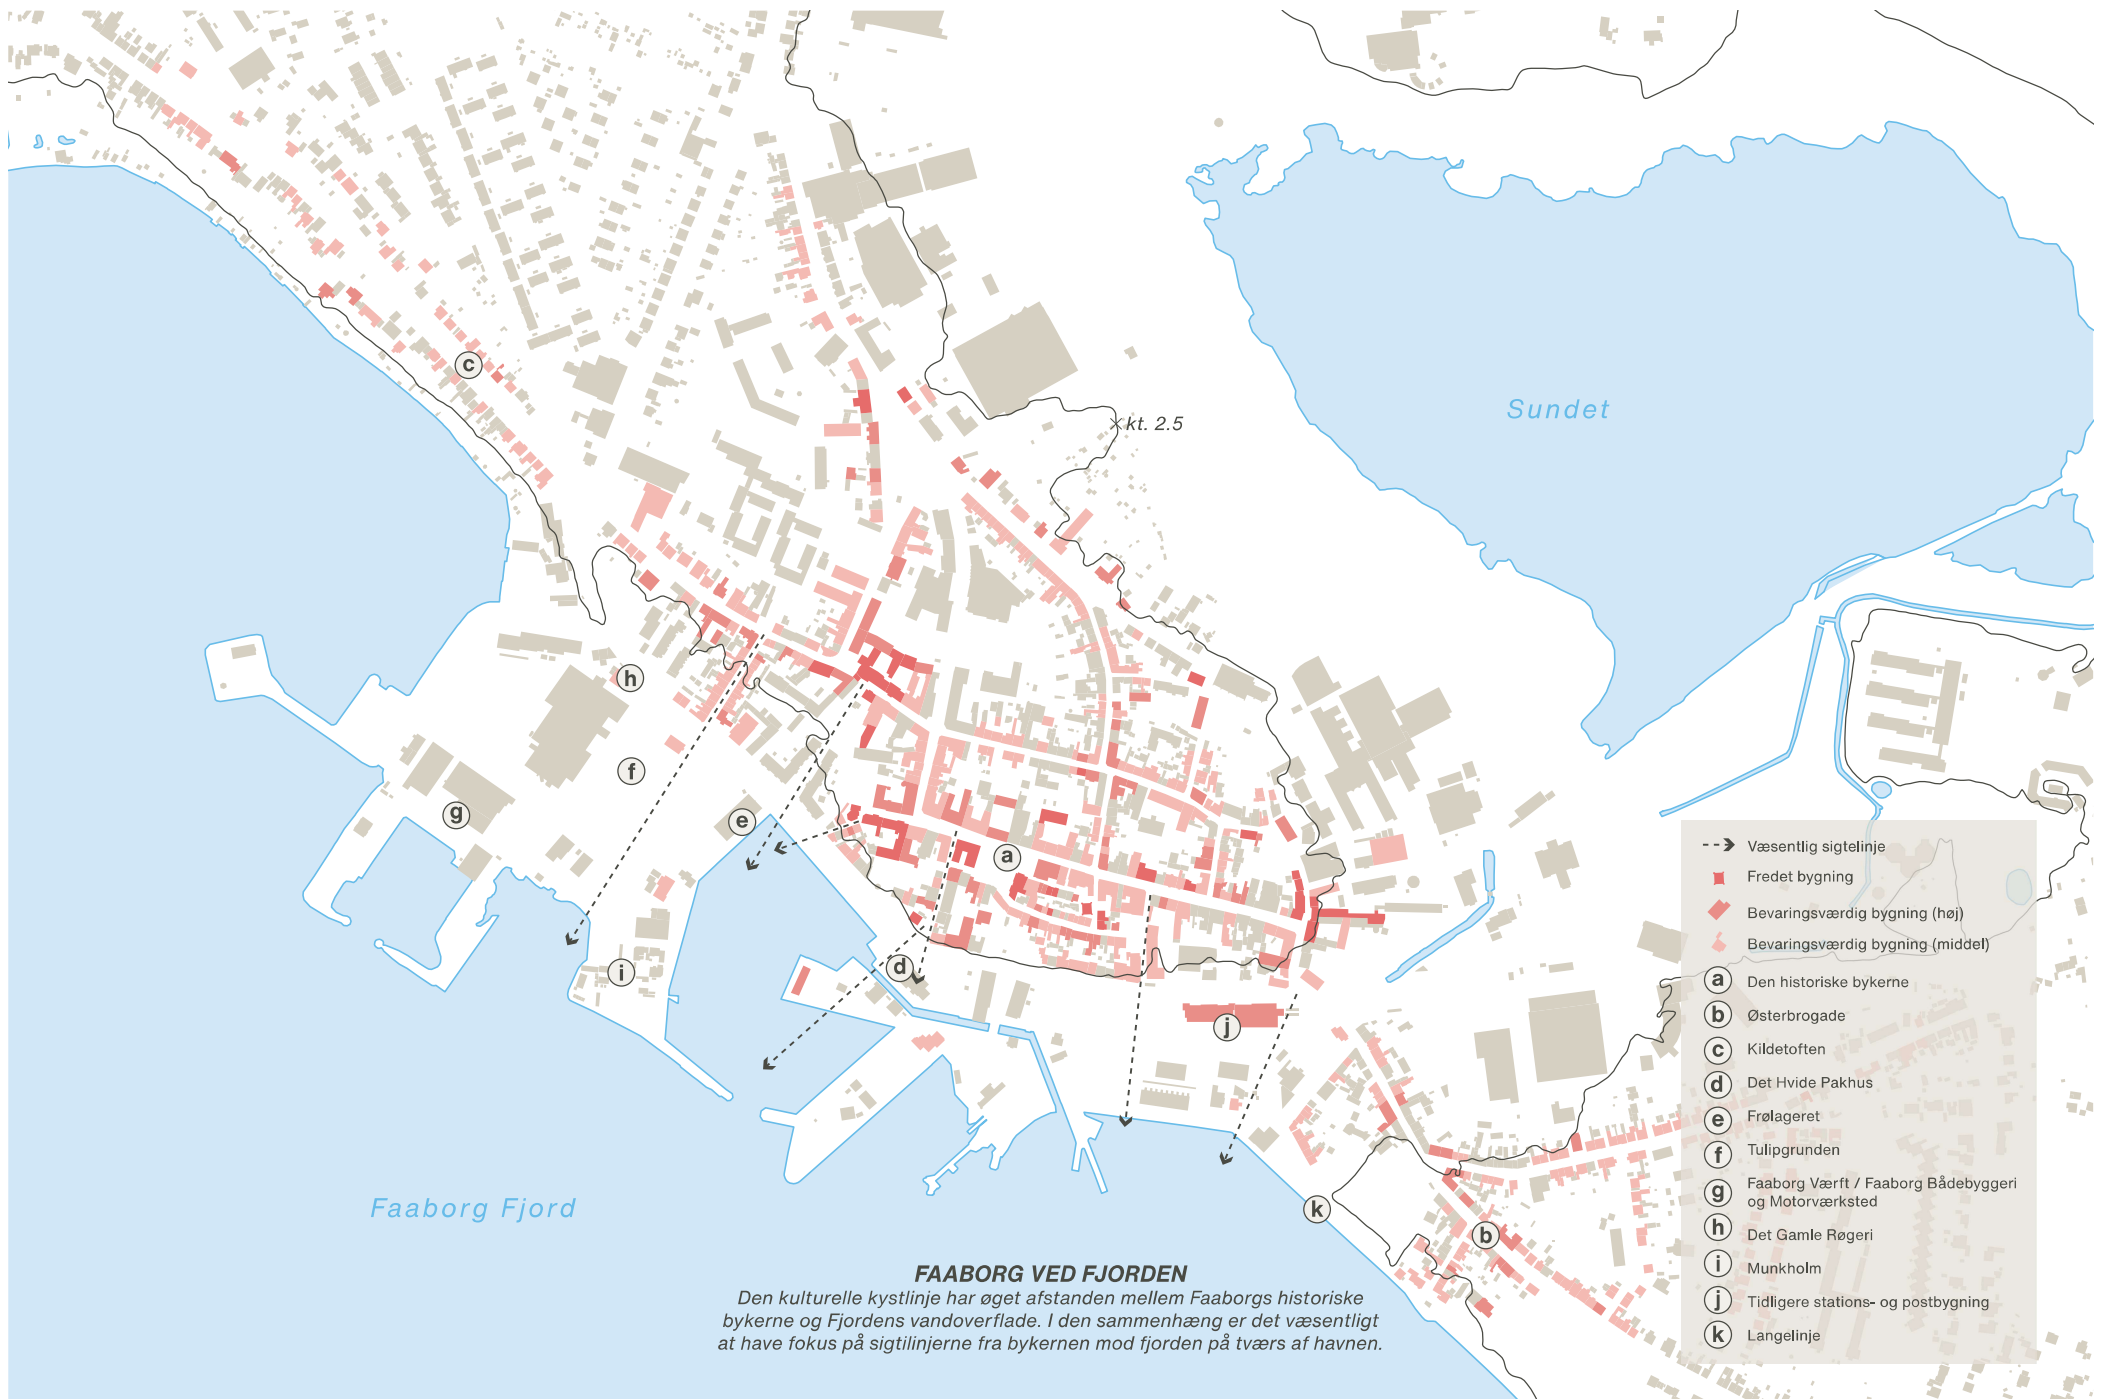 c
Sundet
kt. 2.5
h
f
g
e
a
d
i
j
Faaborg Fjord
k
b
FAABORG VED FJORDEN
Den kulturelle kystlinje har øget afstanden mellem Faaborgs historiske
bykerne og Fjordens vandoverflade. I den sammenhæng er det væsentligt
at have fokus på sigtilinjerne fra bykernen mod fjorden på tværs af havnen.
Væsentlig sigtelinje
Fredet bygning
Bevaringsværdig bygning (høj)
Bevaringsværdig bygning (middel)
a Den historiske bykerne
b Østerbrogade
c Kildetoften
d Det Hvide Pakhus
e Frølageret
f Tulipgrunden
g Faaborg Værft / Faaborg Bådebyggeri
og Motorværksted
h Det Gamle Røgeri
i Munkholm
j Tidligere stations- og postbygning
k Langelinje